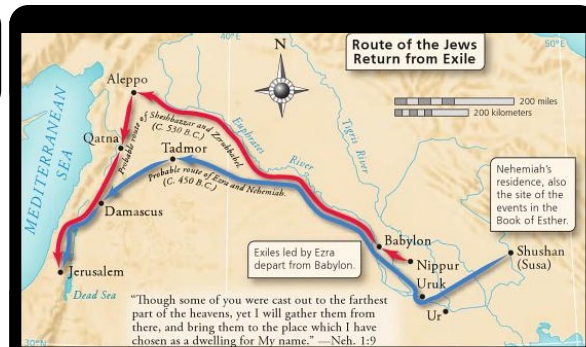 Route of the Jews
Return from Exile
40°E
50°E
N
200 miles
200 kilometers
Aleppo
MEDITERRANEAN
SEA
Qatna
Probable route of Sheshbazzar and Zerubbabel.
(C. 530 B.C.)
Euphrates
River
Tigris River
Tadmor
Probable route of Ezra and Nehemiah.
(C. 450 B.C.)
Nehemiah's
residence, also
the site of the
events in the
Book of Esther.
Damascus
Exiles led by Ezra
depart from Babylon.
Babylon
Nippur
Shushan
(Susa)
Uruk
Ur
Jerusalem
Dead Sea
"Though some of you were cast out to the farthest
part of the heavens, yet I will gather them from
there, and bring them to the place which I have
chosen as a dwelling for My name." —Neh. 1:9
30°N